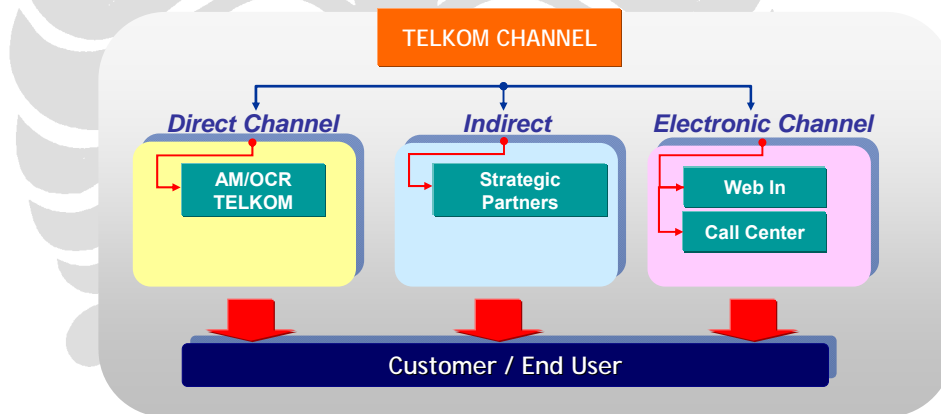 TELKOM CHANNEL
Direct Channel
Indirect
Electronic Channel
AM/OCR
TELKOM
Strategic
Partners
Web In
Call Center
Customer / End User